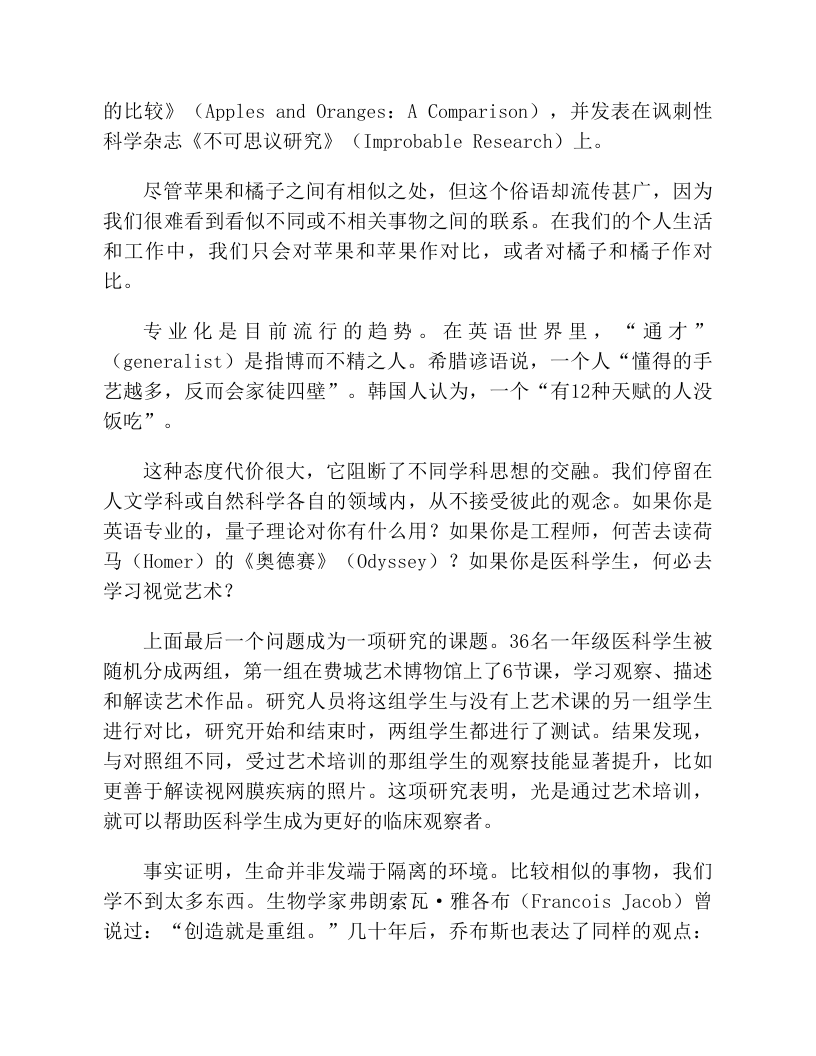 的比较》（Apples and Oranges：A Comparison），并发表在讽刺性
科学杂志《不可思议研究》（Improbable Research）上。
尽管苹果和橘子之间有相似之处，但这个俗语却流传甚广，因为
我们很难看到看似不同或不相关事物之间的联系。在我们的个人生活
和工作中，我们只会对苹果和苹果作对比，或者对橘子和橘子作对
比。
专业化是目前流行的趋势。在英语世界里，“通才”
（generalist）是指博而不精之人。希腊谚语说，一个人“懂得的手
艺越多，反而会家徒四壁”。韩国人认为，一个“有12种天赋的人没
饭吃”。
这种态度代价很大，它阻断了不同学科思想的交融。我们停留在
人文学科或自然科学各自的领域内，从不接受彼此的观念。如果你是
英语专业的，量子理论对你有什么用？如果你是工程师，何苦去读荷
马（Homer）的《奥德赛》（Odyssey）？如果你是医科学生，何必去
学习视觉艺术？
上面最后一个问题成为一项研究的课题。36名一年级医科学生被
随机分成两组，第一组在费城艺术博物馆上了6节课，学习观察、描述
和解读艺术作品。研究人员将这组学生与没有上艺术课的另一组学生
进行对比，研究开始和结束时，两组学生都进行了测试。结果发现，
与对照组不同，受过艺术培训的那组学生的观察技能显著提升，比如
更善于解读视网膜疾病的照片。这项研究表明，光是通过艺术培训，
就可以帮助医科学生成为更好的临床观察者。
事实证明，生命并非发端于隔离的环境。比较相似的事物，我们
学不到太多东西。生物学家弗朗索瓦·雅各布（Francois Jacob）曾
说过：“创造就是重组。”几十年后，乔布斯也表达了同样的观点：